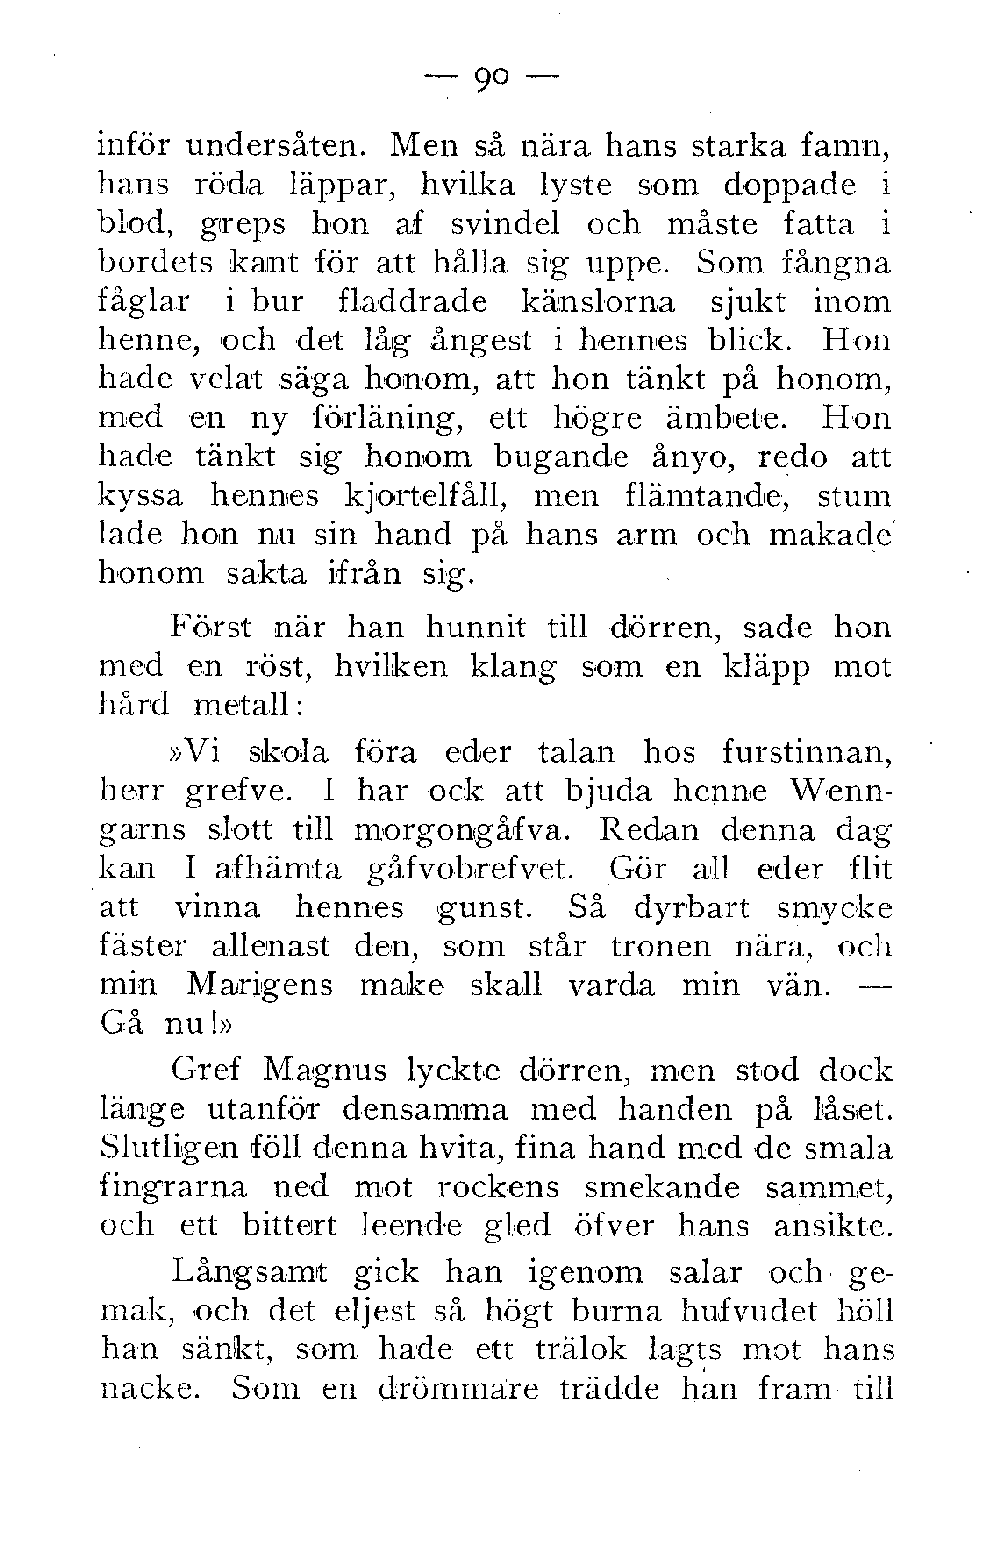 — 90 —
inför undersåten. Men så nära hans starka famn,
hans röda läppar, hvilka lyste som doppade i
blod, greps hon af svindel och måste fatta i
bordets kant för att hålla sig uppe. Som fångna
fåglar i bur fladdrade känslorna sjukt inom
henne, och det låg ångest i hennes blick. Hon
hade velat säga honom, att hon tänkt på honom,
med en ny förläning, ett högre ämbete. Hon
hade tänkt sig honom bugande ånyo, redo att
kyssa hennes kjortelfåll, men flämtande, stum
lade hon nu sin hand på hans arm och makade
honom sakta ifrån sig.
Först när han hunnit till dörren, sade hon
med en röst, hvilken klang som en kläpp mot
hård metall:
»Vi skola föra eder talan hos furstinnan,
herr grefve. I har ock att bjuda henne Wenn-
garns slott till morgongåfva. Redan denna dag
kan I afhämta gåfvobrefvet. Gör all eder flit
att vinna hennes gunst. Så dyrbart smycke
fäster allenast den, som står tronen nära, och
min Marigens make skall varda min vän. —
Gå nu!»
Gref Magnus lyckte dörren, men stod dock
länge utanför densamma med handen på låset.
Slutligen föll denna hvita, fina hand med de smala
fingrarna ned mot rockens smekande sammet,
och ett bittert leende gled öfver hans ansikte.
Långsamt gick han igenom salar och ge-
mak, och det eljest så högt burna hufvudet höll
han sänkt, som hade ett trälok lagts mot hans
nacke. Som en drömmare trädde han fram till